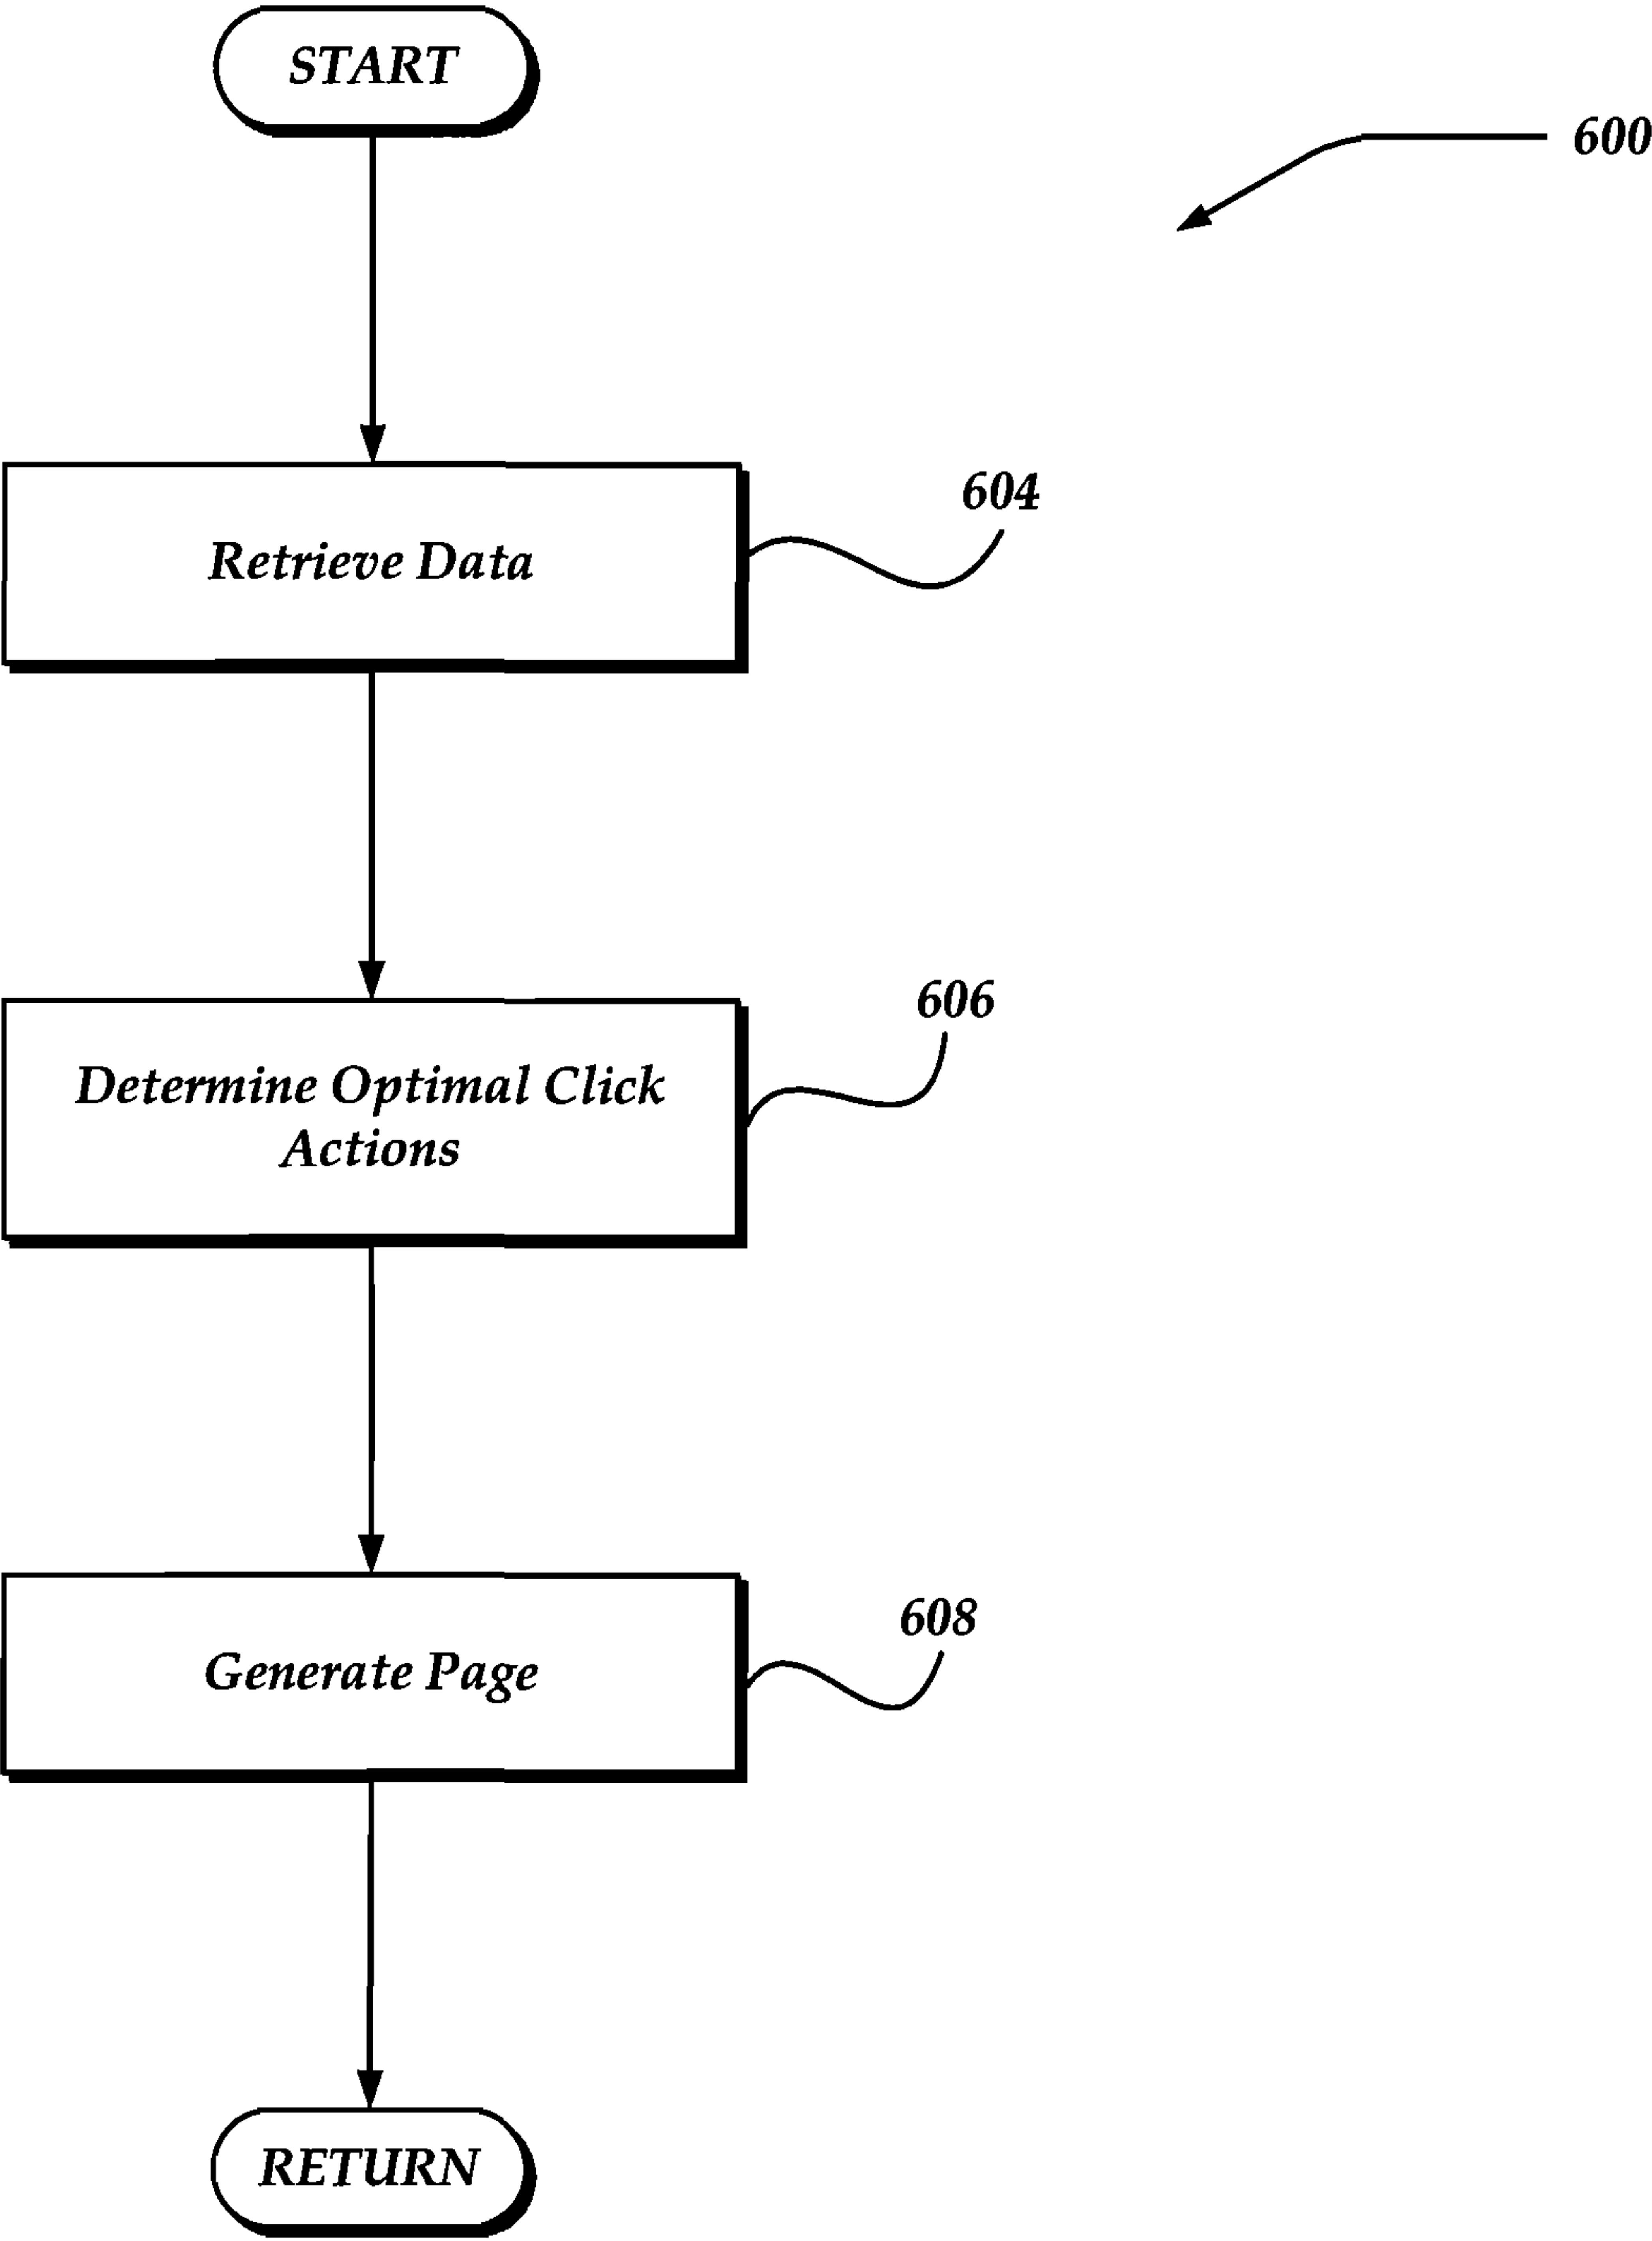 START
600
604
Retrieve Data
606
Determine Optimal Click
Actions
608
Generate Page
RETURN